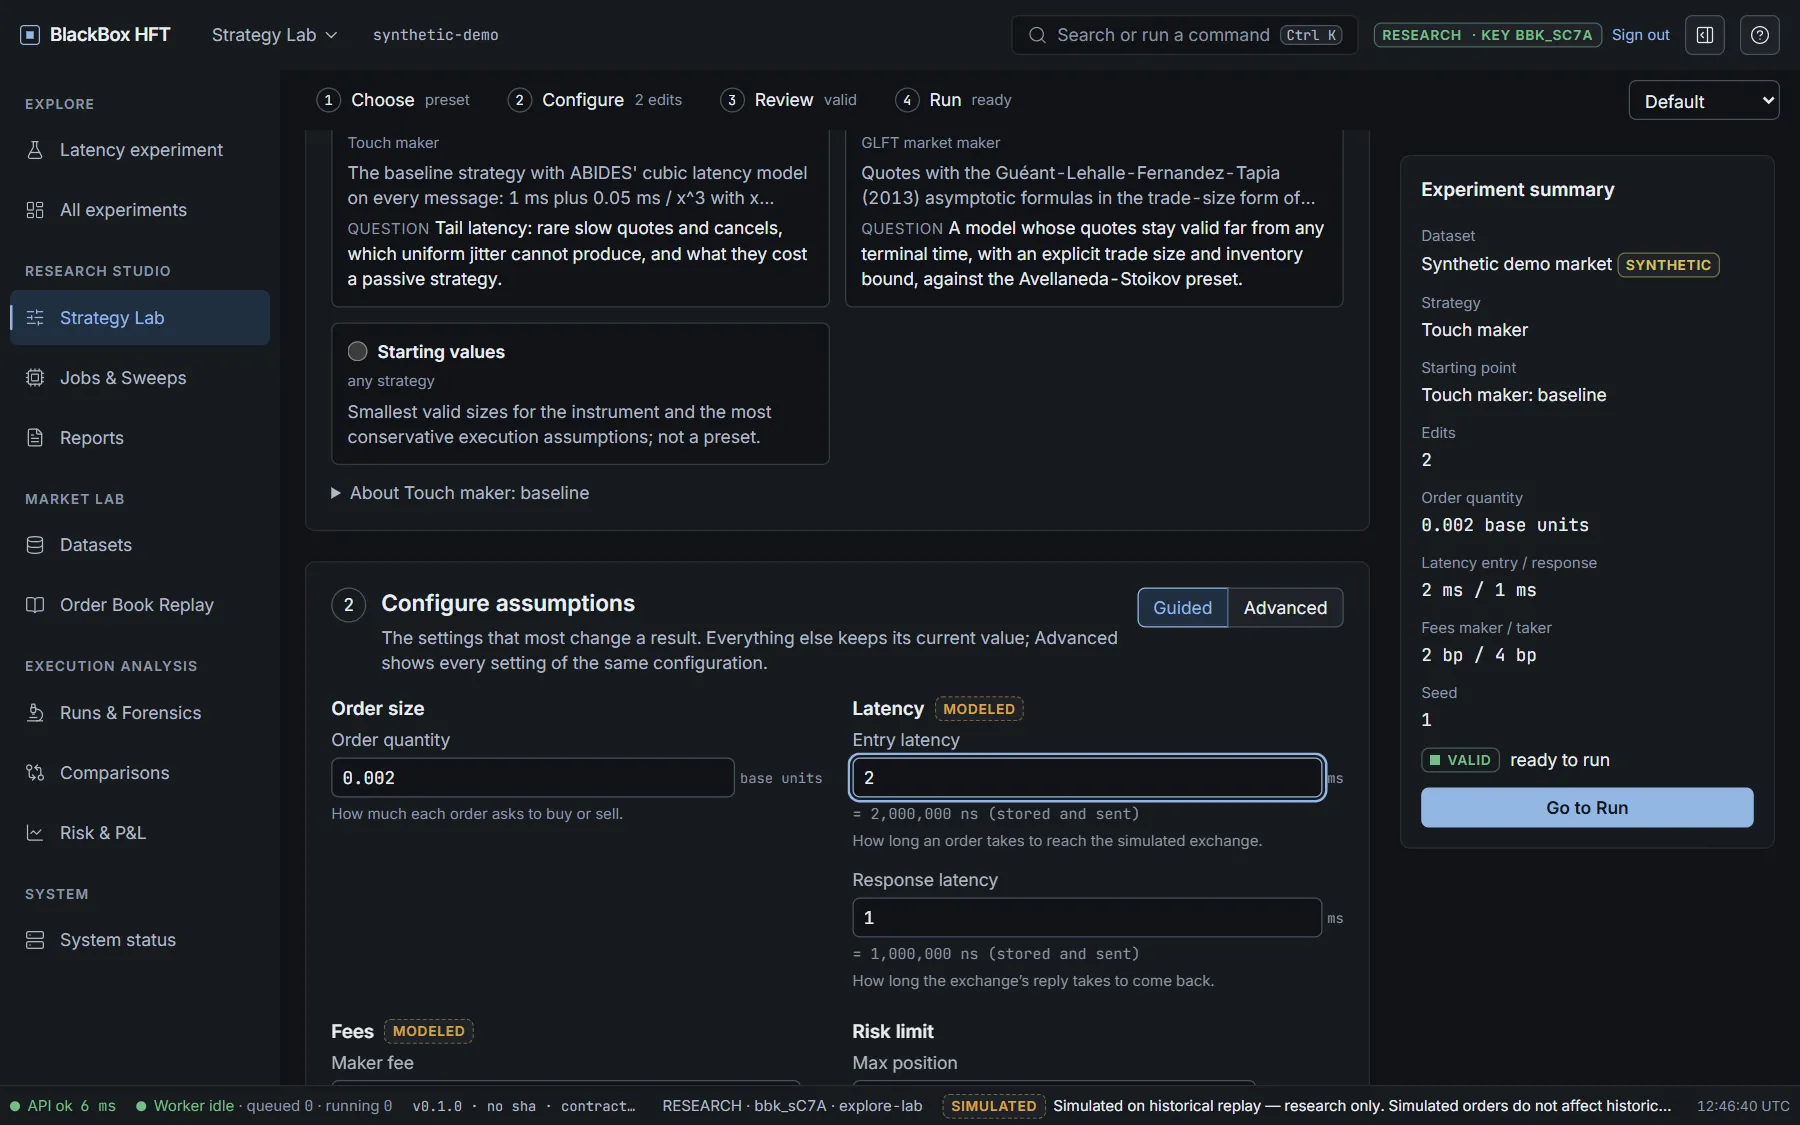 BlackBox HFT
Strategy Lab
synthetic-demo
Search or run a command Ctrl K
RESEARCH · KEY BBK_SC7A
Sign out
EXPLORE
Latency experiment
All experiments
RESEARCH STUDIO
Strategy Lab
Jobs & Sweeps
Reports
MARKET LAB
Datasets
Order Book Replay
EXECUTION ANALYSIS
Runs & Forensics
Comparisons
Risk & P&L
SYSTEM
System status
1 Choose preset
2 Configure 2 edits
3 Review valid
4 Run ready
Default
Touch maker
The baseline strategy with ABIDES' cubic latency model
on every message: 1 ms plus 0.05 ms / x^3 with x...
QUESTION Tail latency: rare slow quotes and cancels,
which uniform jitter cannot produce, and what they cost
a passive strategy.
GLFT market maker
Quotes with the Guéant-Lehalle-Fernandez-Tapia
(2013) asymptotic formulas in the trade-size form of...
QUESTION A model whose quotes stay valid far from any
terminal time, with an explicit trade size and inventory
bound, against the Avellaneda-Stoikov preset.
Starting values
any strategy
Smallest valid sizes for the instrument and the most
conservative execution assumptions; not a preset.
About Touch maker: baseline
2 Configure assumptions
The settings that most change a result. Everything else keeps its current value; Advanced
shows every setting of the same configuration.
Guided
Advanced
Order size
Order quantity
0.002 base units
How much each order asks to buy or sell.
Latency MODELED
Entry latency
2 ms
= 2,000,000 ns (stored and sent)
How long an order takes to reach the simulated exchange.
Response latency
1 ms
= 1,000,000 ns (stored and sent)
How long the exchange's reply takes to come back.
Fees MODELED
Maker fee
Risk limit
Max position
Experiment summary
Dataset
Synthetic demo market SYNTHETIC
Strategy
Touch maker
Starting point
Touch maker: baseline
Edits
2
Order quantity
0.002 base units
Latency entry / response
2 ms / 1 ms
Fees maker / taker
2 bp / 4 bp
Seed
1
VALID ready to run
Go to Run
API ok 6 ms
Worker idle · queued 0 · running 0
v0.1.0 · no sha · contract…
RESEARCH · bbk_sC7A · explore-lab
SIMULATED Simulated on historical replay — research only. Simulated orders do not affect historic...
12:46:40 UTC